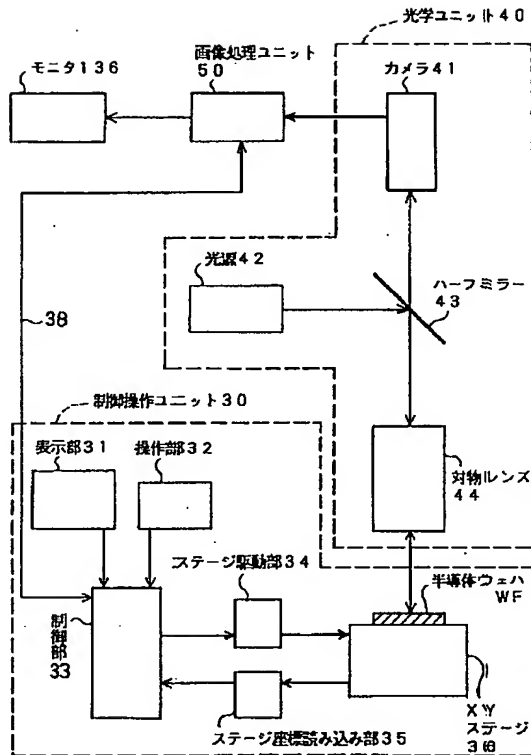 光学ユニット40
画像処理ユニット
50
モニタ136
カメラ41
光源42
ハーフミラー
43
38
制御操作ユニット30
表示部31
操作部32
対物レンズ
44
ステージ駆動部34
半導体ウェハ
WF
制御部
33
ステージ座標読み込み部35
XY
ステージ
36